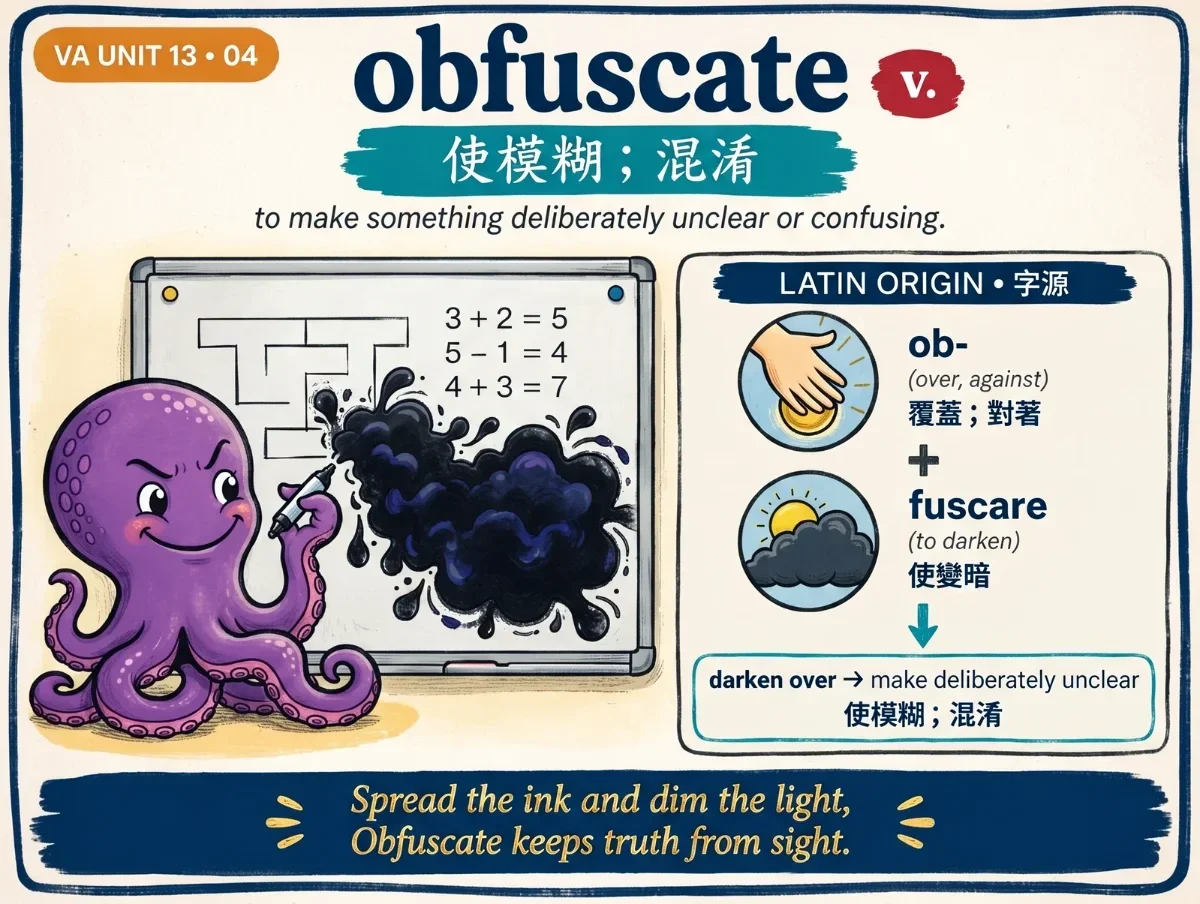 VA UNIT 13 • 04
obfuscate
v.
使模糊；混淆
to make something deliberately unclear or confusing.
3 + 2 = 5
5 – 1 = 4
4 + 3 = 7
LATIN ORIGIN • 字源
ob-
(over, against)
覆蓋；對著
+
fuscare
(to darken)
使變暗
darken over → make deliberately unclear
使模糊；混淆
Spread the ink and dim the light,
Obfuscate keeps truth from sight.